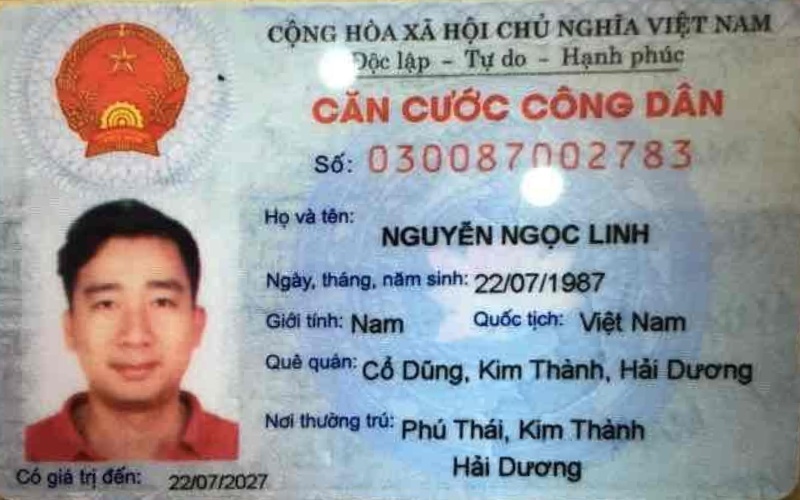 CỘNG HÒA XÃ HỘI CHỦ NGHĨA VIỆT NAM
Độc lập - Tự do - Hạnh phúc
CĂN CƯỚC CÔNG DÂN
Số: 030087002783
Họ và tên:
NGUYỄN NGỌC LINH
Ngày, tháng, năm sinh: 22/07/1987
Giới tính: Nam Quốc tịch: Việt Nam
Quê quán: Cổ Dũng, Kim Thành, Hải Dương
Nơi thường trú: Phú Thái, Kim Thành
Hải Dương
Có giá trị đến: 22/07/2027